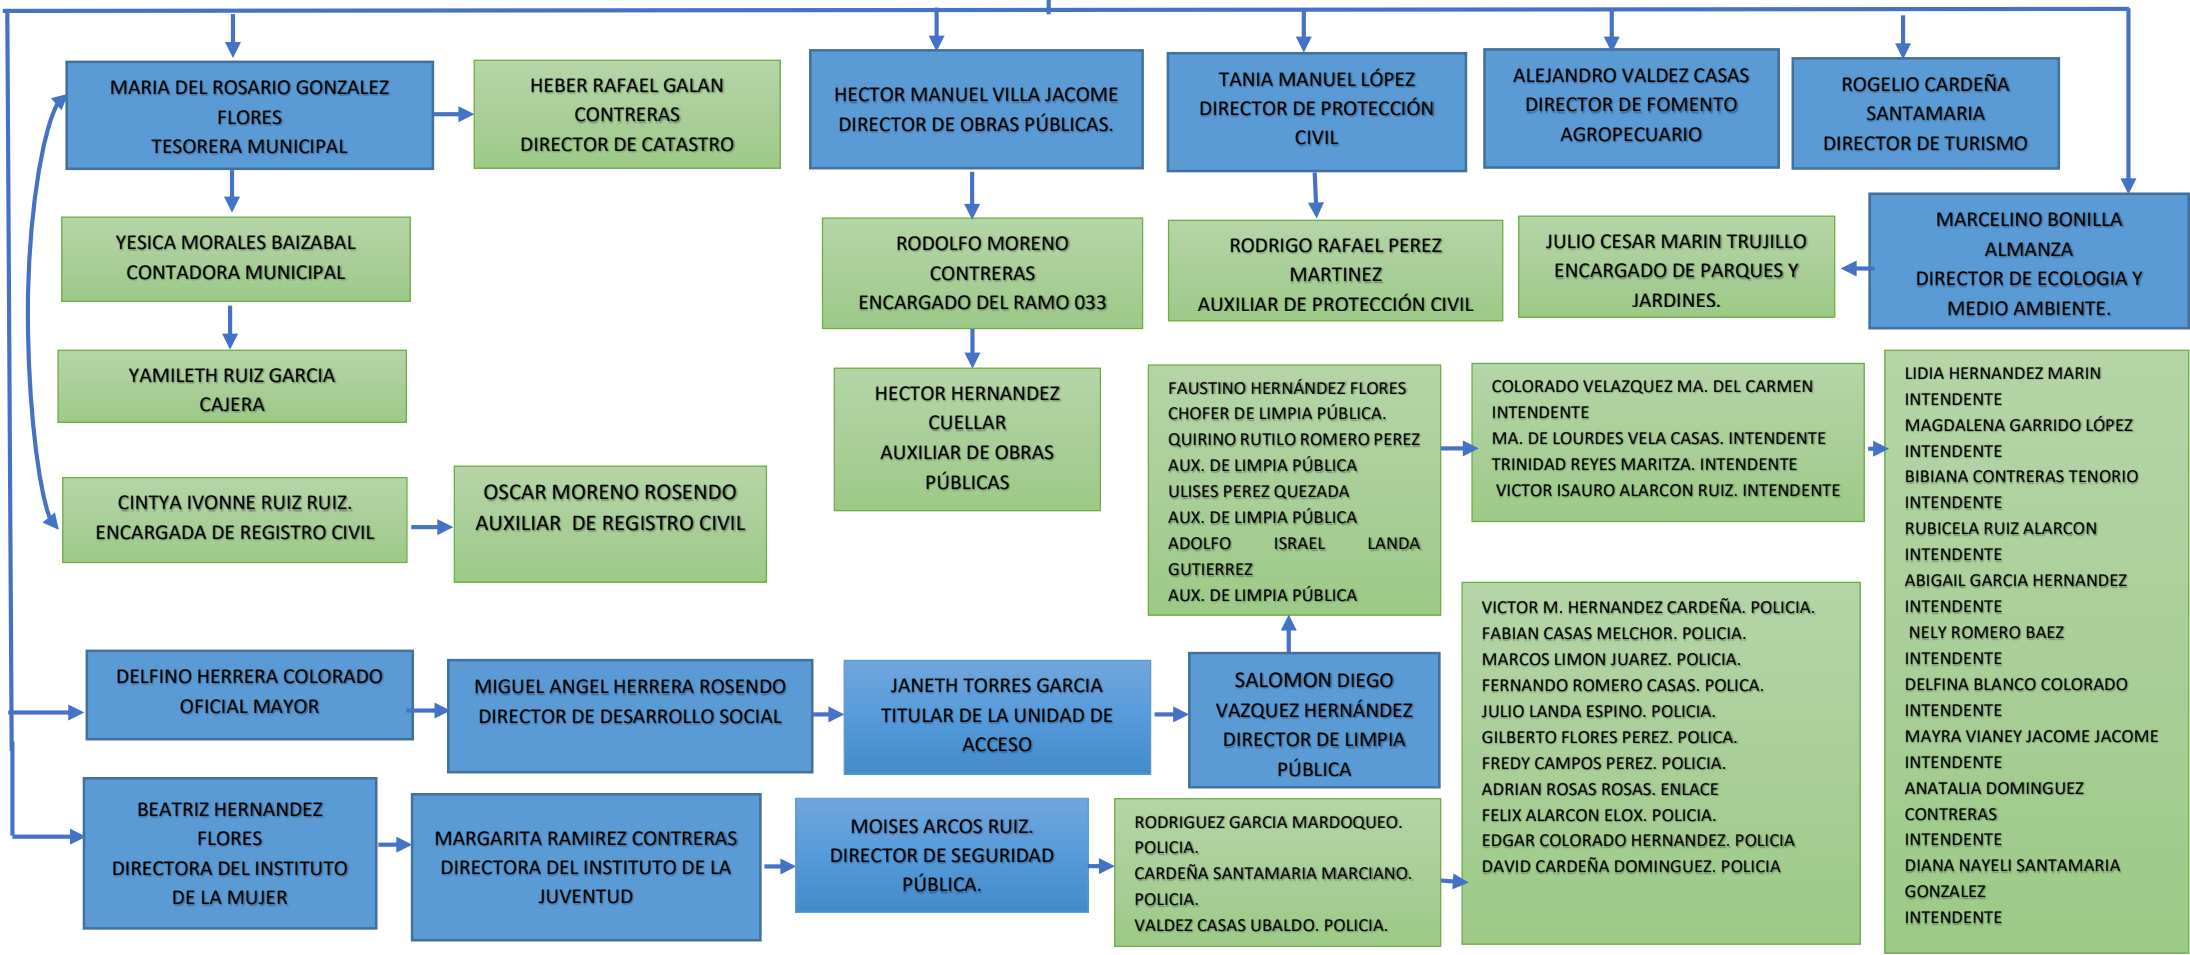 MARIA DEL ROSARIO GONZALEZ
FLORES
TESORERA MUNICIPAL
HEBER RAFAEL GALAN
CONTRERAS
DIRECTOR DE CATASTRO
HECTOR MANUEL VILLA JACOME
DIRECTOR DE OBRAS PÚBLICAS.
TANIA MANUEL LÓPEZ
DIRECTOR DE PROTECCIÓN
CIVIL
ALEJANDRO VALDEZ CASAS
DIRECTOR DE FOMENTO
AGROPECUARIO
ROGELIO CARDEÑA
SANTAMARIA
DIRECTOR DE TURISMO
YESICA MORALES BAIZABAL
CONTADORA MUNICIPAL
RODOLFO MORENO
CONTRERAS
ENCARGADO DEL RAMO 033
RODRIGO RAFAEL PEREZ
MARTINEZ
AUXILIAR DE PROTECCIÓN CIVIL
JULIO CESAR MARIN TRUJILLO
ENCARGADO DE PARQUES Y
JARDINES.
MARCELINO BONILLA
ALMANZA
DIRECTOR DE ECOLOGIA Y
MEDIO AMBIENTE.
YAMILETH RUIZ GARCIA
CAJERA
HECTOR HERNANDEZ
CUELLAR
AUXILIAR DE OBRAS
PÚBLICAS
FAUSTINO HERNÁNDEZ FLORES
CHOFER DE LIMPIA PÚBLICA.
QUIRINO RUTILO ROMERO PEREZ
AUX. DE LIMPIA PÚBLICA
ULISES PEREZ QUEZADA
AUX. DE LIMPIA PÚBLICA
ADOLFO ISRAEL LANDA
GUTIERREZ
AUX. DE LIMPIA PÚBLICA
COLORADO VELAZQUEZ MA. DEL CARMEN
INTENDENTE
MA. DE LOURDES VELA CASAS. INTENDENTE
TRINIDAD REYES MARITZA. INTENDENTE
VICTOR ISAURO ALARCON RUIZ. INTENDENTE
LIDIA HERNANDEZ MARIN
INTENDENTE
MAGDALENA GARRIDO LÓPEZ
INTENDENTE
BIBIANA CONTRERAS TENORIO
INTENDENTE
RUBICELA RUIZ ALARCON
INTENDENTE
ABIGAIL GARCIA HERNANDEZ
INTENDENTE
NELY ROMERO BAEZ
INTENDENTE
DELFINA BLANCO COLORADO
INTENDENTE
MAYRA VIANEY JACOME JACOME
INTENDENTE
ANATALIA DOMINGUEZ
CONTRERAS
INTENDENTE
DIANA NAYELI SANTAMARIA
GONZALEZ
INTENDENTE
CINTYA IVONNE RUIZ RUIZ.
ENCARGADA DE REGISTRO CIVIL
OSCAR MORENO ROSENDO
AUXILIAR DE REGISTRO CIVIL
DELFINO HERRERA COLORADO
OFICIAL MAYOR
MIGUEL ANGEL HERRERA ROSENDO
DIRECTOR DE DESARROLLO SOCIAL
JANETH TORRES GARCIA
TITULAR DE LA UNIDAD DE
ACCESO
SALOMON DIEGO
VAZQUEZ HERNÁNDEZ
DIRECTOR DE LIMPIA
PÚBLICA
VICTOR M. HERNANDEZ CARDEÑA. POLICIA.
FABIAN CASAS MELCHOR. POLICIA.
MARCOS LIMON JUAREZ. POLICIA.
FERNANDO ROMERO CASAS. POLICA.
JULIO LANDA ESPINO. POLICIA.
GILBERTO FLORES PEREZ. POLICA.
FREDY CAMPOS PEREZ. POLICIA.
ADRIAN ROSAS ROSAS. ENLACE
FELIX ALARCON ELOX. POLICIA.
EDGAR COLORADO HERNANDEZ. POLICIA
DAVID CARDEÑA DOMINGUEZ. POLICIA
BEATRIZ HERNANDEZ
FLORES
DIRECTORA DEL INSTITUTO
DE LA MUJER
MARGARITA RAMIREZ CONTRERAS
DIRECTORA DEL INSTITUTO DE LA
JUVENTUD
MOISES ARCOS RUIZ.
DIRECTOR DE SEGURIDAD
PÚBLICA.
RODRIGUEZ GARCIA MARDOQUEO.
POLICIA.
CARDEÑA SANTAMARIA MARCIANO.
POLICIA.
VALDEZ CASAS UBALDO. POLICIA.